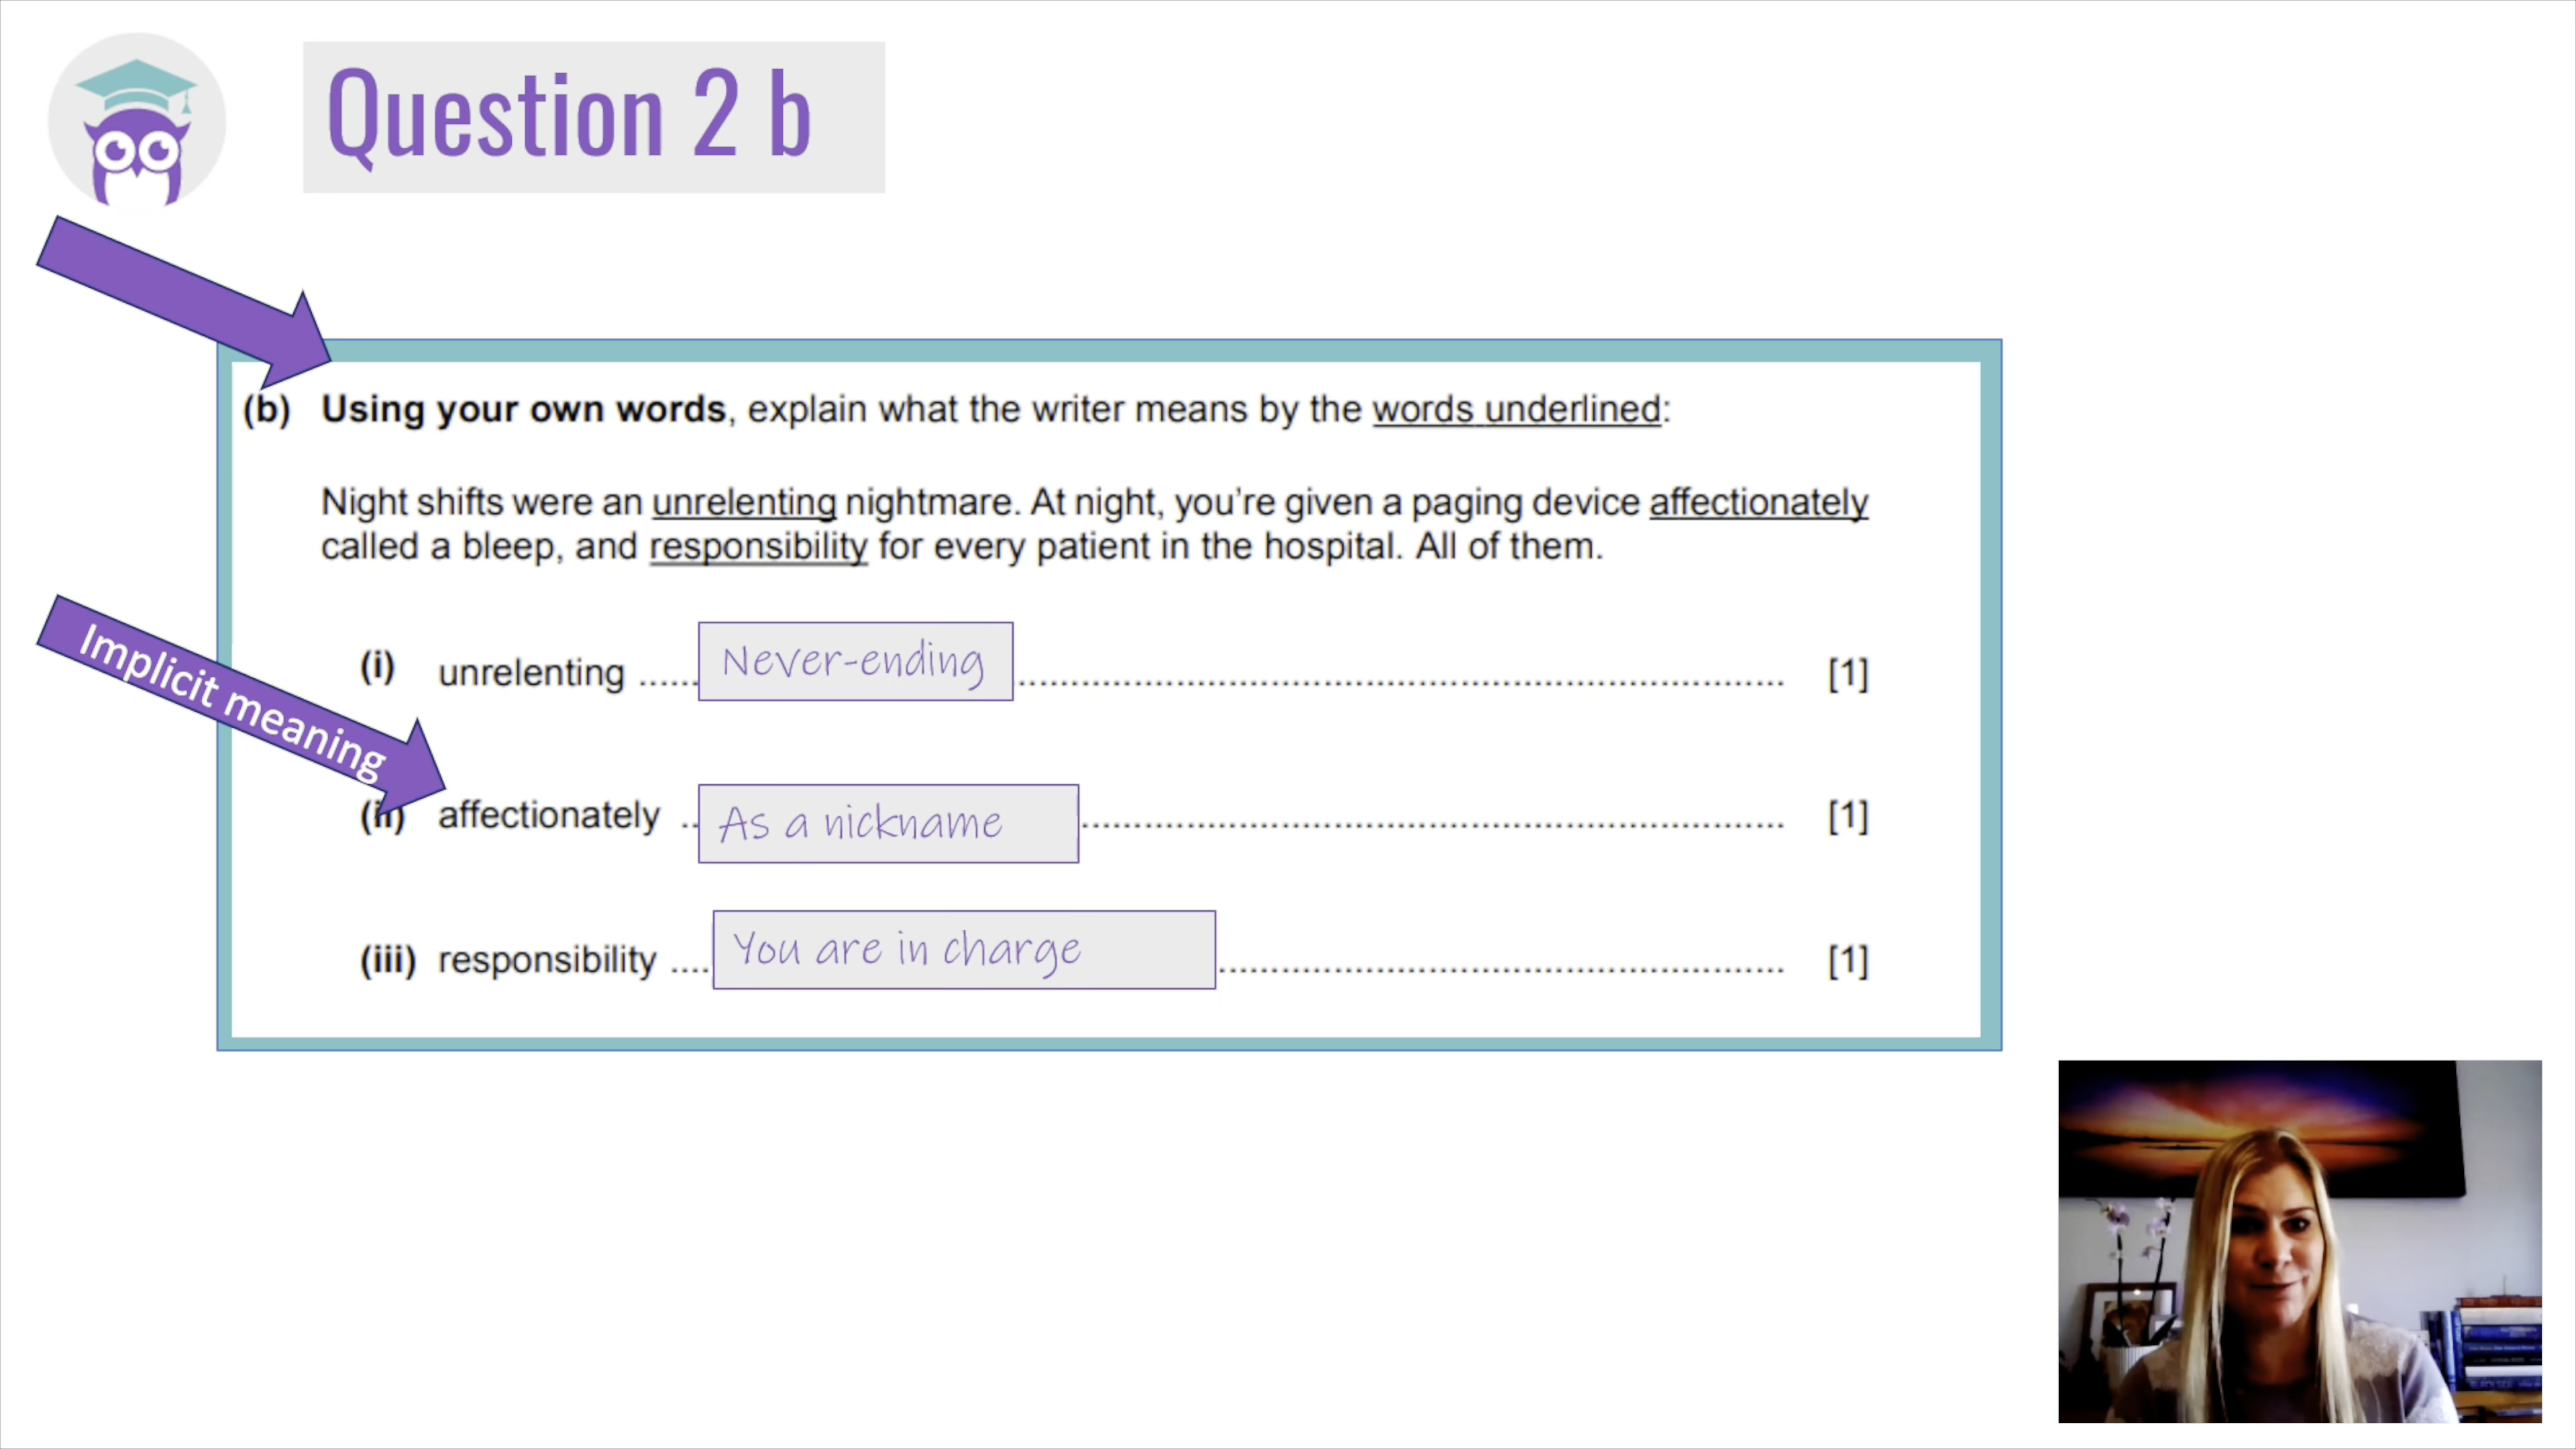 Question 2 b
(b) Using your own words, explain what the writer means by the words underlined:
Night shifts were an unrelenting nightmare. At night, you're given a paging device affectionately
called a bleep, and responsibility for every patient in the hospital. All of them.
Implicit meaning
(i) unrelenting ...... Never-ending .......................................................................... [1]
(ii) affectionately .. As a nickname .................................................................... [1]
(iii) responsibility .... You are in charge ...................................................... [1]